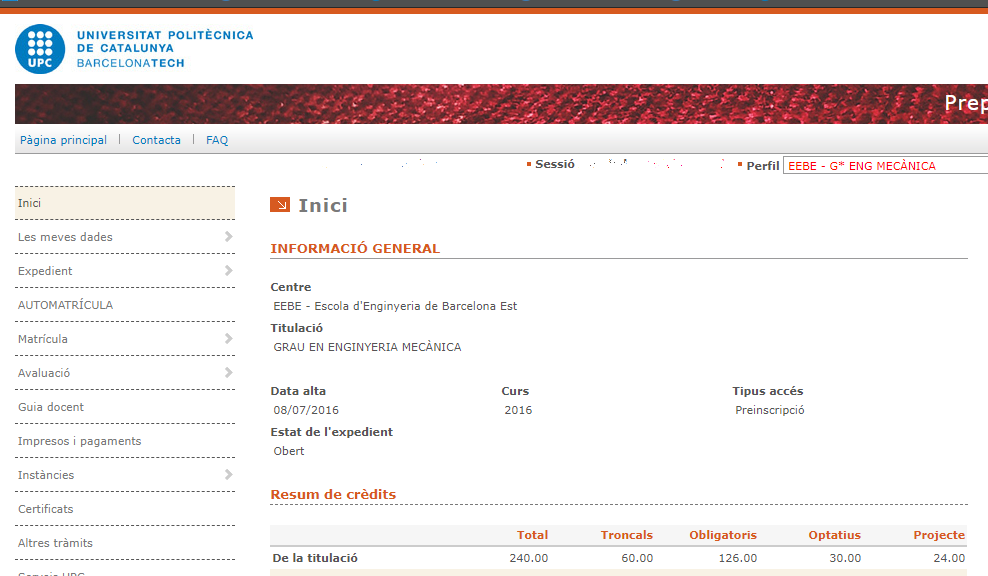 UNIVERSITAT POLITÈCNICA
DE CATALUNYA
BARCELONATECH
UPC
Prep
Pàgina principal | Contacta | FAQ
Sessió Perfil EEBE - G* ENG MECÀNICA
Inici
Les meves dades
Expedient
AUTOMATRÍCULA
Matrícula
Avaluació
Guia docent
Impresos i pagaments
Instàncies
Certificats
Altres tràmits
Serveis UPC
Inici
INFORMACIÓ GENERAL
Centre
EEBE - Escola d'Enginyeria de Barcelona Est
Titulació
GRAU EN ENGINYERIA MECÀNICA
Data alta Curs Tipus accés
08/07/2016 2016 Preinscripció
Estat de l'expedient
Obert
Resum de crèdits
Total Troncals Obligatoris Optatius Projecte
De la titulació 240.00 60.00 126.00 30.00 24.00